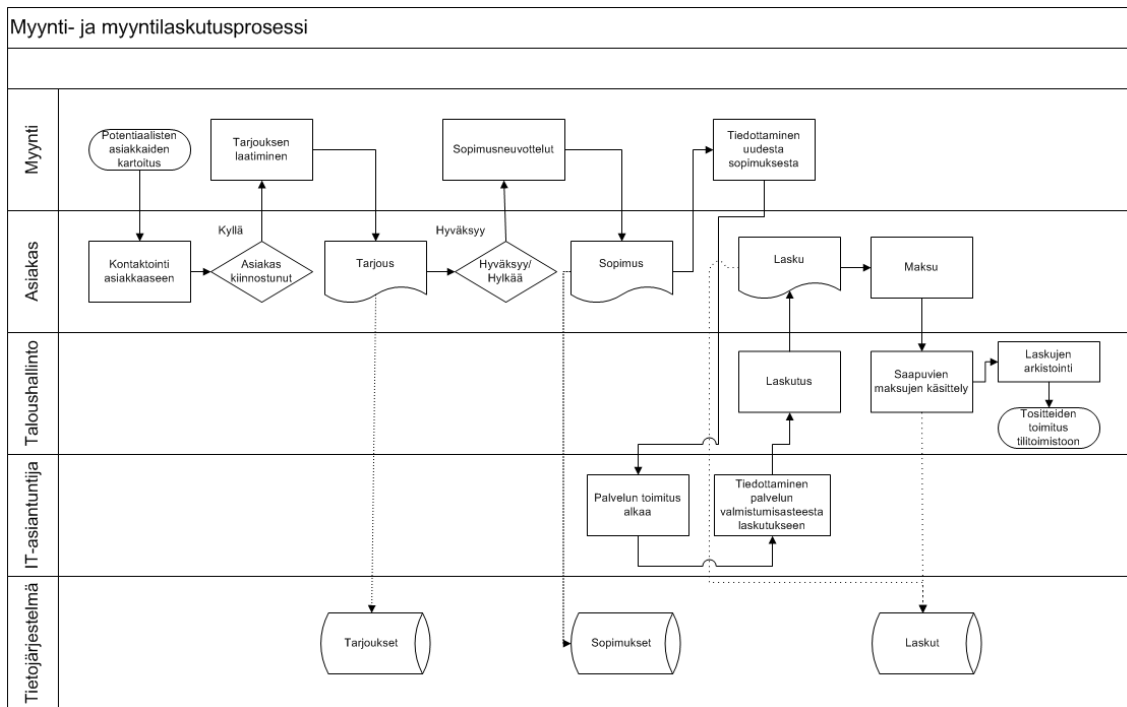 Myynti- ja myyntilaskutusprosessi
Myynti
Potentiaalisten
asiakkaiden
kartoitus
Tarjouksen
laatiminen
Sopimusneuvottelut
Tiedottaminen
uudesta
sopimuksesta
Asiakas
Kontaktointi
asiakkaaseen
Kyllä
Asiakas
kiinnostunut
Tarjous
Hyväksyy
Hyväksyy/
Hylkää
Sopimus
Lasku
Maksu
Taloushallinto
Laskutus
Saapuvien
maksujen käsittely
Laskujen
arkistointi
Tositteiden
toimitus
tilitoimistoon
IT-asiantuntija
Palvelun toimitus
alkaa
Tiedottaminen
palvelun
valmistumisasteesta
laskutukseen
Tietojärjestelmä
Tarjoukset
Sopimukset
Laskut